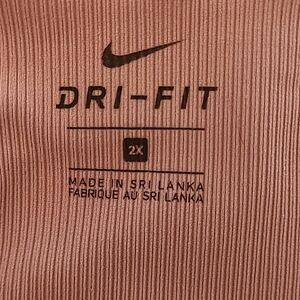 DRI-FIT
2X
MADE IN SRI LANKA
FABRIQUE AU SRI LANKA